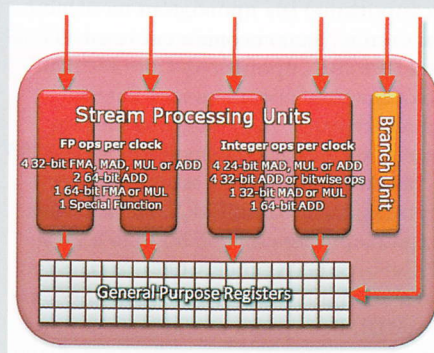 Stream Processing Units
FP ops per clock
4 32-bit FMA, MAD, MUL or ADD
2 64-bit ADD
1 64-bit FMA or MUL
1 Special Function
Integer ops per clock
4 24-bit MAD, MUL or ADD
4 32-bit ADD or bitwise ops
1 32-bit MAD or MUL
1 64-bit ADD
Branch Unit
General Purpose Registers